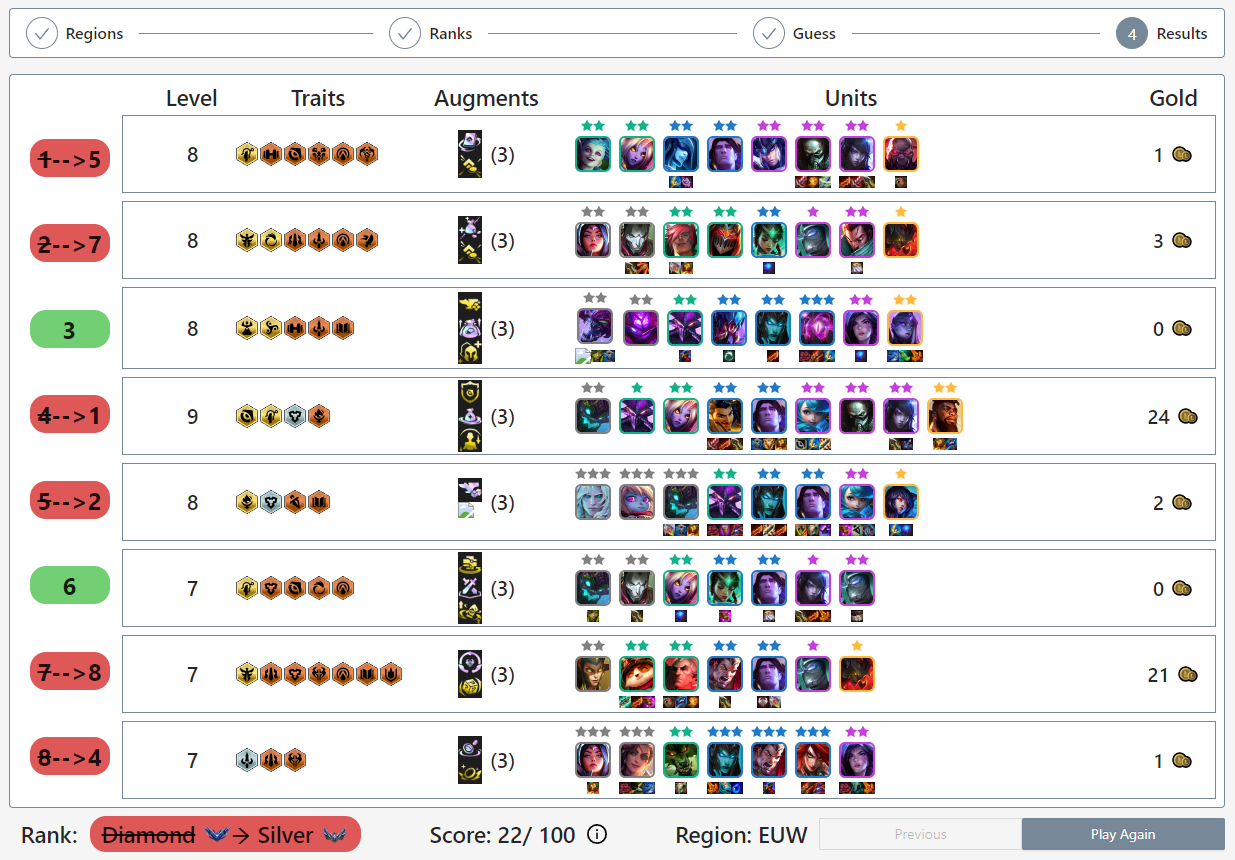 Regions Ranks Guess 4 Results
Level Traits Augments Units Gold
1-->5 8 (3) 1
2-->7 8 (3) 3
3 8 (3) 0
4-->1 9 (3) 24
5-->2 8 (3) 2
6 7 (3) 0
7-->8 7 (3) 21
8-->4 7 (3) 1
Rank: Diamond → Silver Score: 22/ 100 Region: EUW Previous Play Again